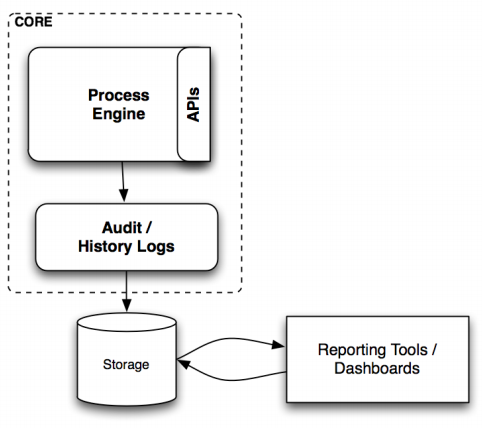 CORE
Process
Engine
APIs
Audit /
History Logs
Storage
Reporting Tools /
Dashboards